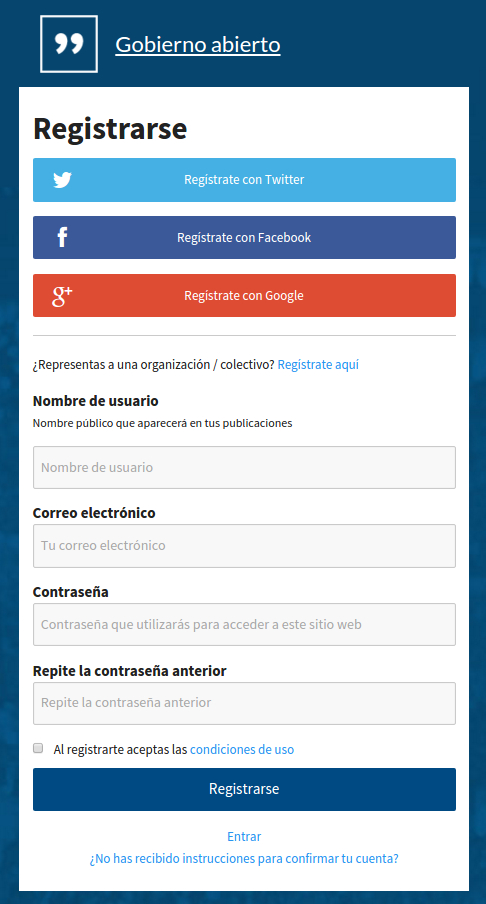 Gobierno abierto
Registrarse
Regístrate con Twitter
Regístrate con Facebook
Regístrate con Google
¿Representas a una organización / colectivo? Regístrate aquí
Nombre de usuario
Nombre público que aparecerá en tus publicaciones
Nombre de usuario
Correo electrónico
Tu correo electrónico
Contraseña
Contraseña que utilizarás para acceder a este sitio web
Repite la contraseña anterior
Repite la contraseña anterior
Al registrarte aceptas las condiciones de uso
Registrarse
Entrar
¿No has recibido instrucciones para confirmar tu cuenta?